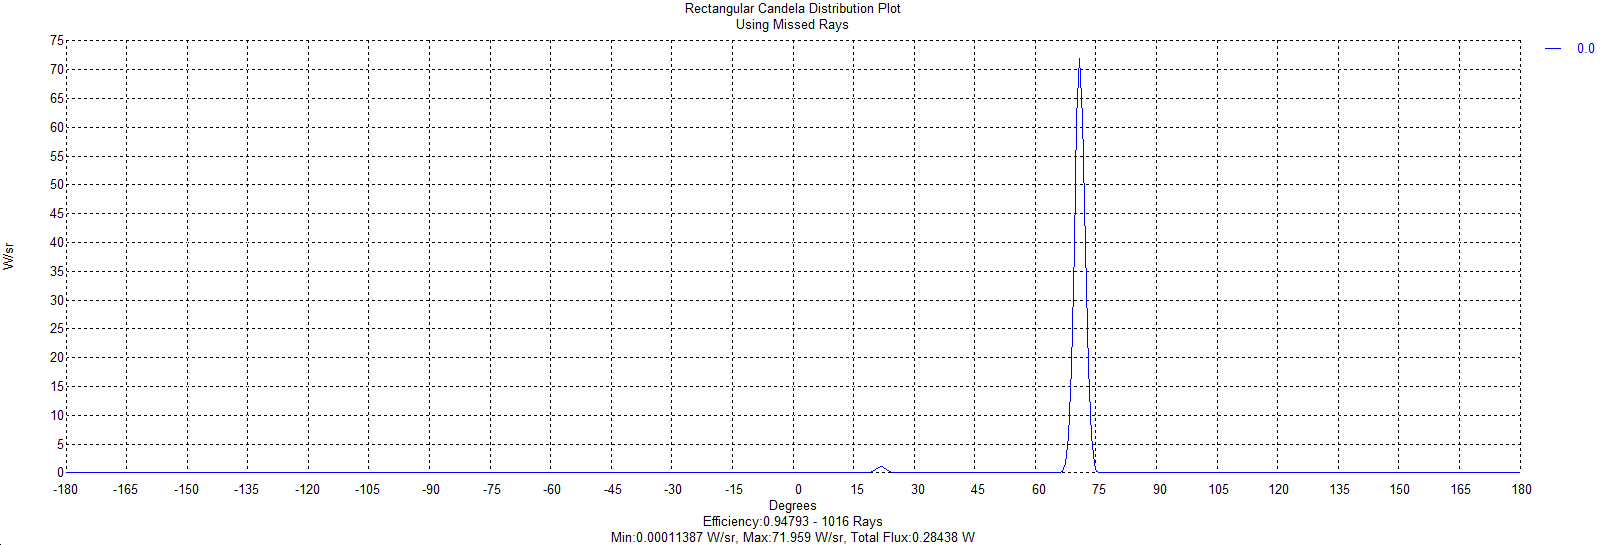 Rectangular Candela Distribution Plot
Using Missed Rays
75
70
65
60
55
50
45
40
35
30
25
20
15
10
5
0
W/sr
-180 -165 -150 -135 -120 -105 -90 -75 -60 -45 -30 -15 0 15 30 45 60 75 90 105 120 135 150 165 180
Degrees
Efficiency:0.94793 - 1016 Rays
Min:0.00011387 W/sr, Max:71.959 W/sr, Total Flux:0.28438 W
0.0